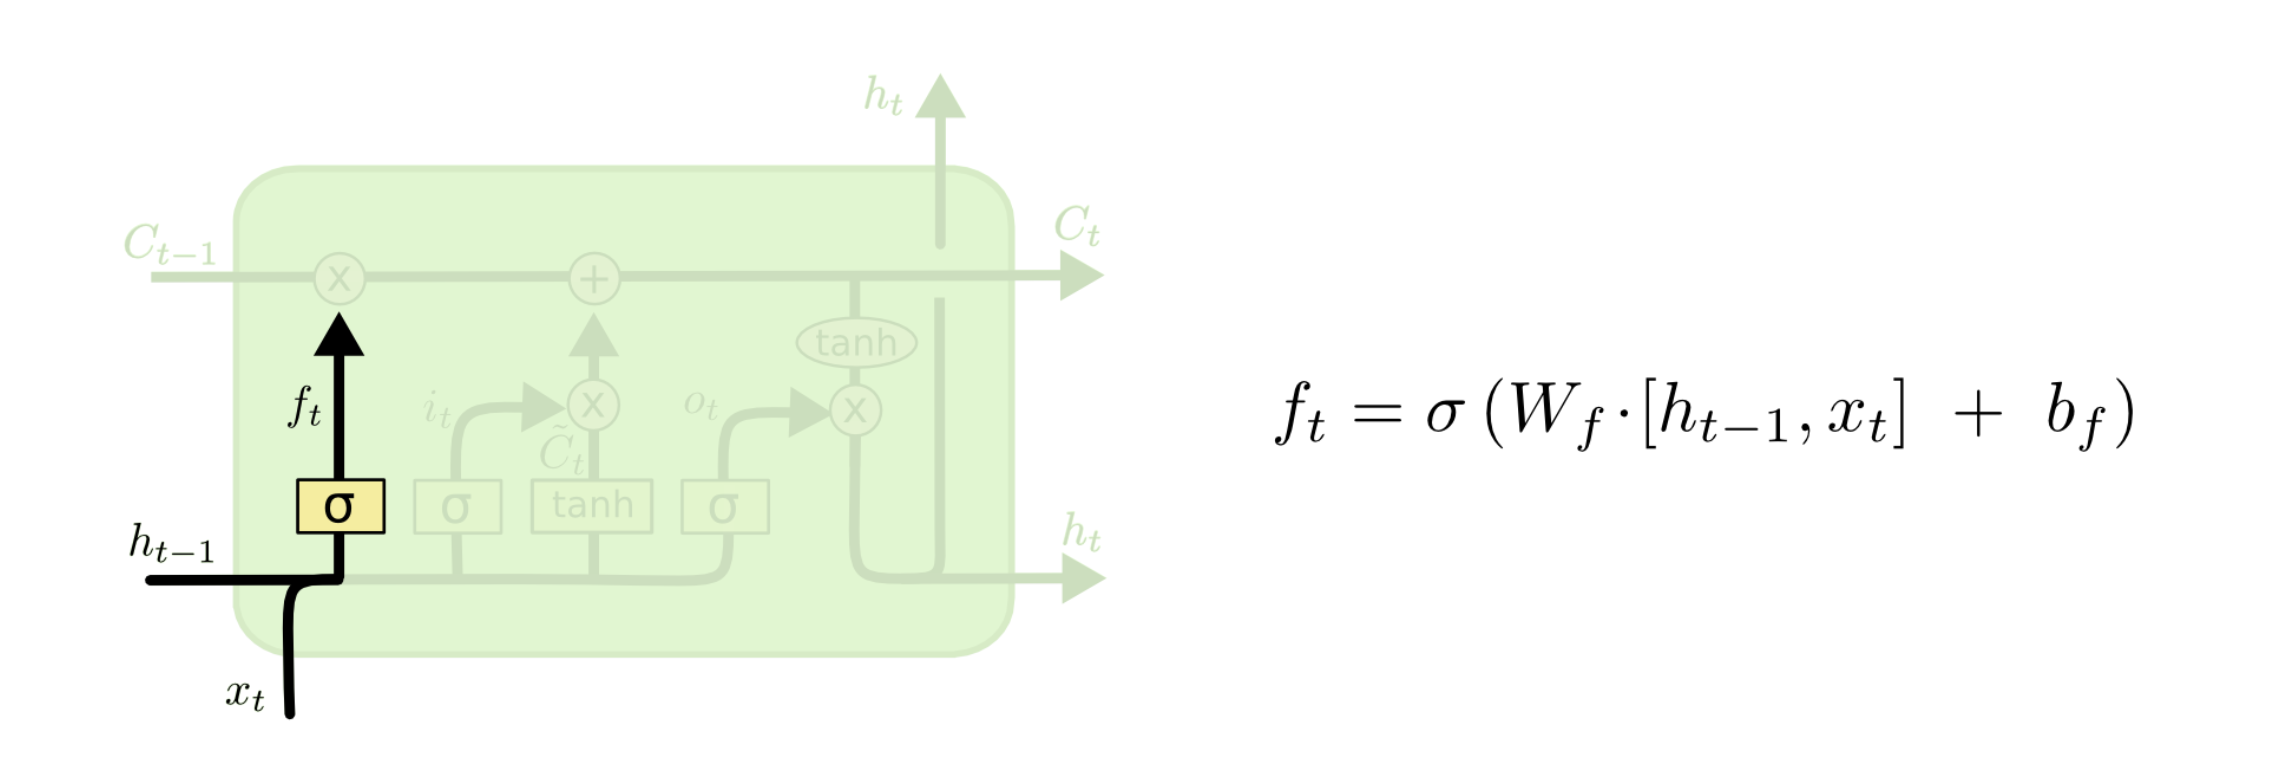 h_t
C_{t-1}
C_t
x + 
tanh
f_t i_t x o_t x
C̃_t
σ σ tanh σ
h_{t-1} h_t
x_t
f_t = σ (W_f · [h_{t-1}, x_t] + b_f)